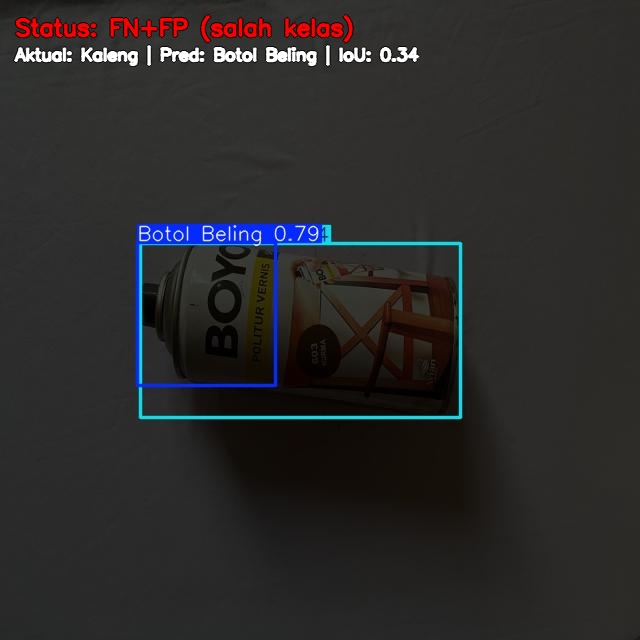 Status: FN+FP (salah kelas)
Aktual: Kaleng | Pred: Botol Beling | IoU: 0.34
Botol Beling 0.79
BOYO
POLITUR VERNIS
603